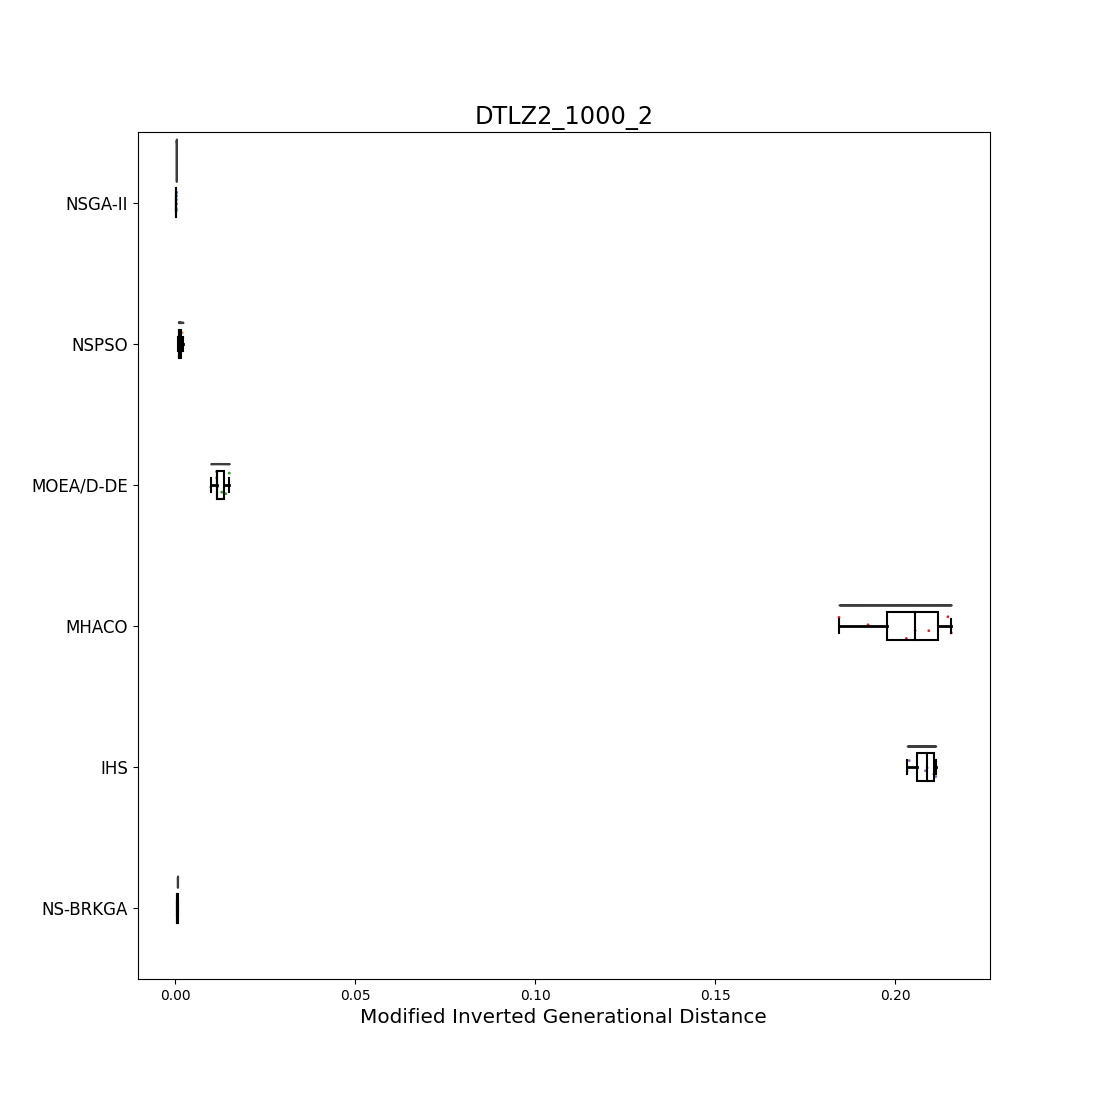 DTLZ2_1000_2
NSGA-II
NSPSO
MOEA/D-DE
MHACO
IHS
NS-BRKGA
0.00 0.05 0.10 0.15 0.20
Modified Inverted Generational Distance